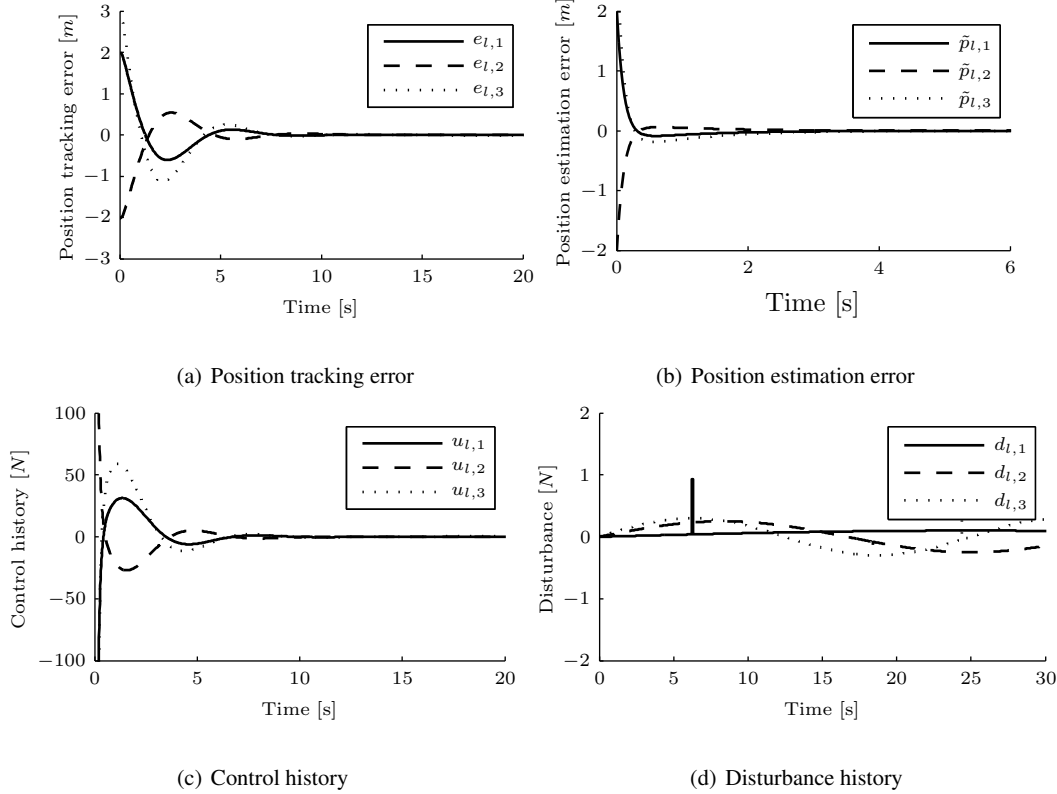 Position tracking error [m]
3
2
1
0
−1
−2
−3
0 5 10 15 20
Time [s]
e_{l,1}
e_{l,2}
e_{l,3}
(a) Position tracking error
Position estimation error [m]
2
1
0
−1
−2
0 2 4 6
Time [s]
p̃_{l,1}
p̃_{l,2}
p̃_{l,3}
(b) Position estimation error
Control history [N]
100
50
0
−50
−100
0 5 10 15 20
Time [s]
u_{l,1}
u_{l,2}
u_{l,3}
(c) Control history
Disturbance [N]
2
1
0
−1
−2
0 5 10 15 20 25 30
Time [s]
d_{l,1}
d_{l,2}
d_{l,3}
(d) Disturbance history